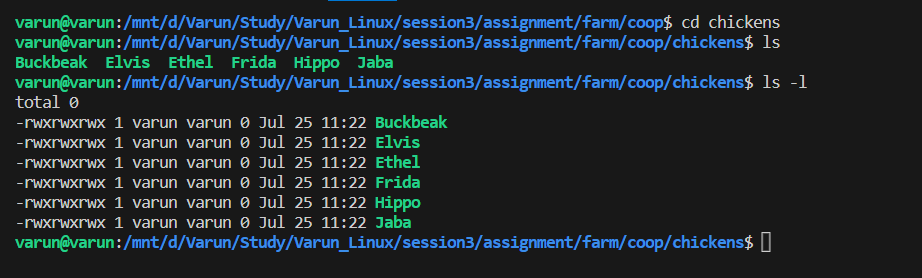 varun@varun:/mnt/d/Varun/Study/Varun_Linux/session3/assignment/farm/coop$ cd chickens
varun@varun:/mnt/d/Varun/Study/Varun_Linux/session3/assignment/farm/coop/chickens$ ls
Buckbeak  Elvis  Ethel  Frida  Hippo  Jaba
varun@varun:/mnt/d/Varun/Study/Varun_Linux/session3/assignment/farm/coop/chickens$ ls -l
total 0
-rwxrwxrwx 1 varun varun 0 Jul 25 11:22 Buckbeak
-rwxrwxrwx 1 varun varun 0 Jul 25 11:22 Elvis
-rwxrwxrwx 1 varun varun 0 Jul 25 11:22 Ethel
-rwxrwxrwx 1 varun varun 0 Jul 25 11:22 Frida
-rwxrwxrwx 1 varun varun 0 Jul 25 11:22 Hippo
-rwxrwxrwx 1 varun varun 0 Jul 25 11:22 Jaba
varun@varun:/mnt/d/Varun/Study/Varun_Linux/session3/assignment/farm/coop/chickens$